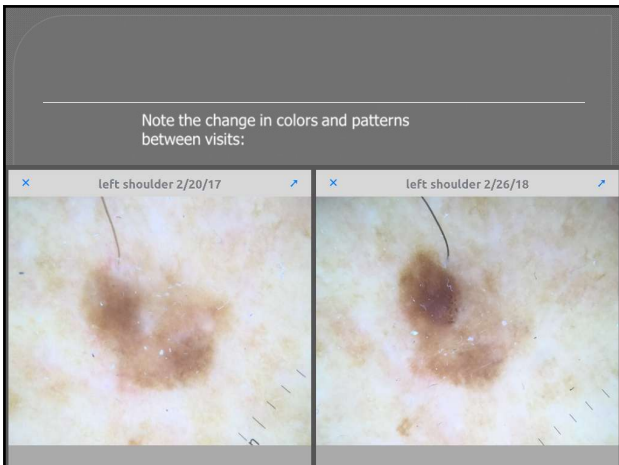 Note the change in colors and patterns
between visits:
left shoulder 2/20/17
left shoulder 2/26/18